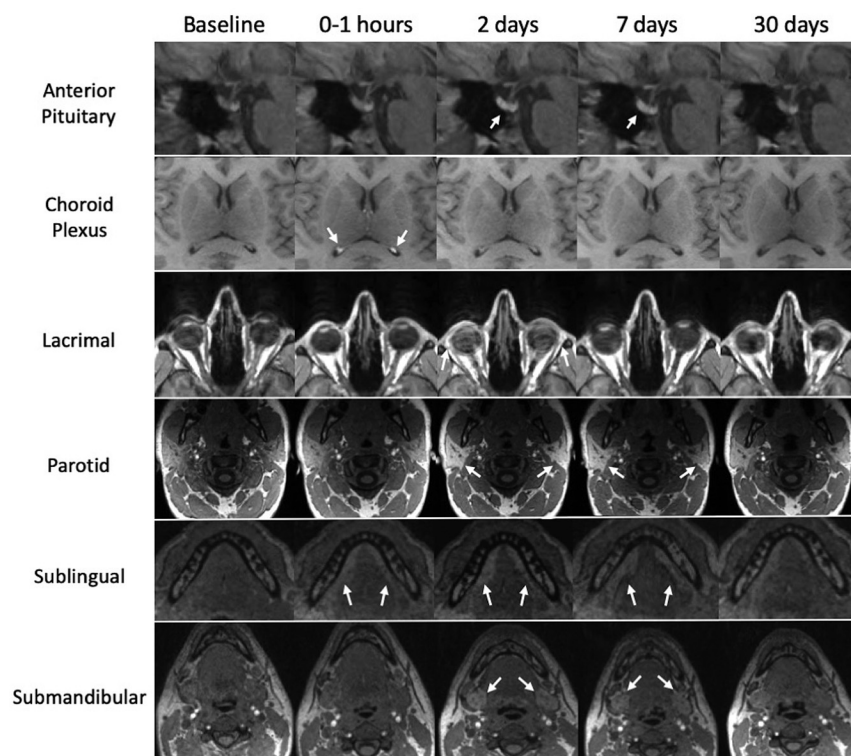 Baseline 0-1 hours 2 days 7 days 30 days
Anterior
Pituitary
Choroid
Plexus
Lacrimal
Parotid
Sublingual
Submandibular